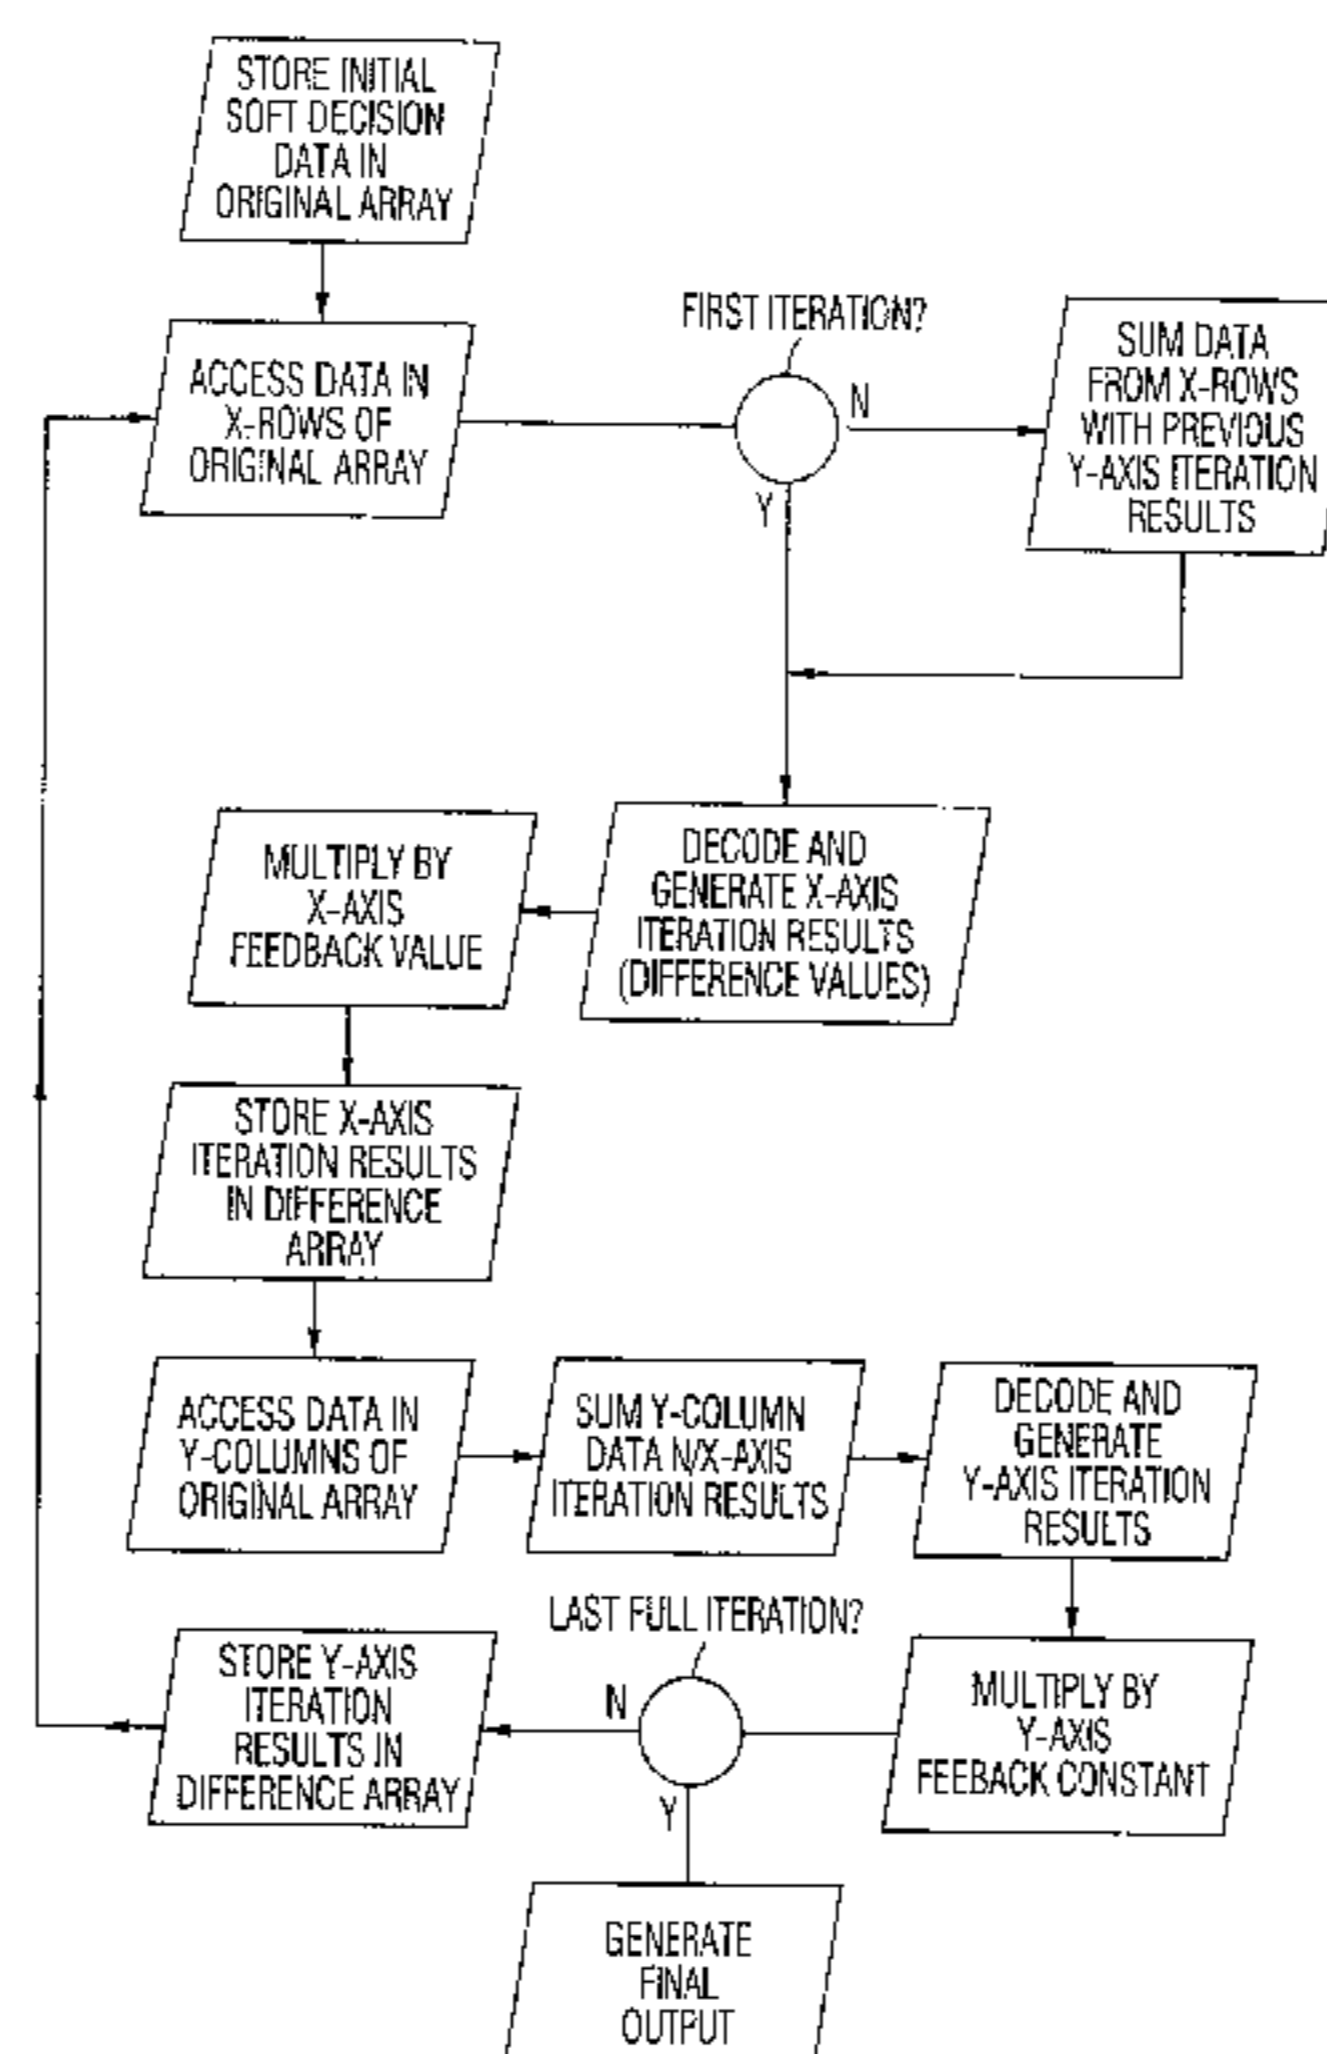 STORE INITIAL
SOFT DECISION
DATA IN
ORIGINAL ARRAY
ACCESS DATA IN
X-ROWS OF
ORIGINAL ARRAY
FIRST ITERATION?
N
Y
SUM DATA
FROM X-ROWS
WITH PREVIOUS
Y-AXIS ITERATION
RESULTS
DECODE AND
GENERATE X-AXIS
ITERATION RESULTS
(DIFFERENCE VALUES)
MULTIPLY BY
X-AXIS
FEEDBACK VALUE
STORE X-AXIS
ITERATION RESULTS
IN DIFFERENCE
ARRAY
ACCESS DATA IN
Y-COLUMNS OF
ORIGINAL ARRAY
SUM Y-COLUMN
DATA N/X-AXIS
ITERATION RESULTS
DECODE AND
GENERATE
Y-AXIS ITERATION
RESULTS
MULTIPLY BY
Y-AXIS
FEEBACK CONSTANT
LAST FULL ITERATION?
N
Y
STORE Y-AXIS
ITERATION
RESULTS IN
DIFFERENCE ARRAY
GENERATE
FINAL
OUTPUT